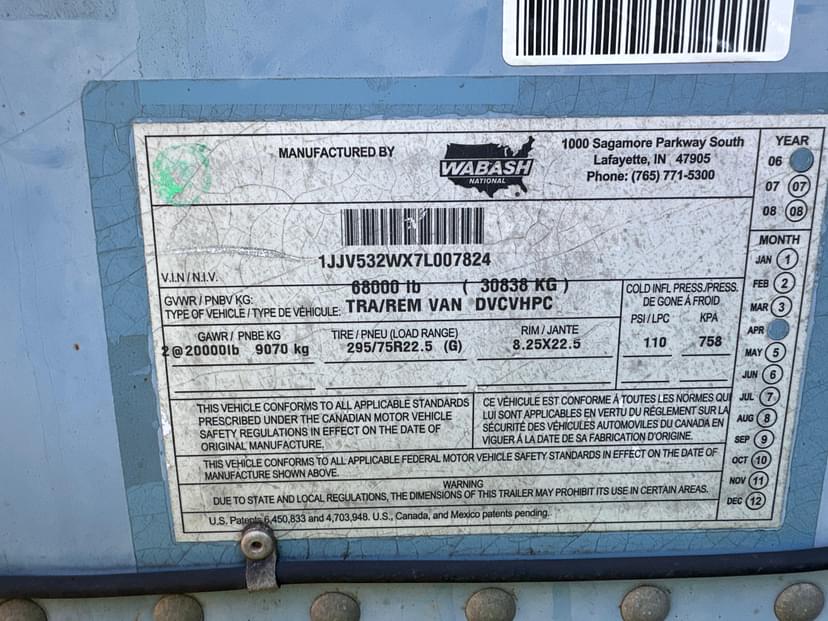 MANUFACTURED BY
WABASH
NATIONAL
1000 Sagamore Parkway South
Lafayette, IN 47905
Phone: (765) 771-5300
YEAR
06
07 07
08 08
1JJV532WX7L007824
V.I.N / N.I.V.
68000 lb ( 30838 KG )
GVWR / PNBV KG:
TYPE OF VEHICLE / TYPE DE VÉHICULE: TRA/REM VAN DVCVHPC
COLD INFL PRESS./PRESS.
DE GONE Á FROID
PSI / LPC KPA
110 758
GAWR / PNBE KG TIRE / PNEU (LOAD RANGE) RIM / JANTE
2@20000lb 9070 kg 295/75R22.5 (G) 8.25X22.5
MONTH
JAN 1
FEB 2
MAR 3
APR
MAY 5
JUN 6
JUL 7
AUG 8
SEP 9
OCT 10
NOV 11
DEC 12
THIS VEHICLE CONFORMS TO ALL APPLICABLE STANDARDS
PRESCRIBED UNDER THE CANADIAN MOTOR VEHICLE
SAFETY REGULATIONS IN EFFECT ON THE DATE OF
ORIGINAL MANUFACTURE.
CE VÉHICULE EST CONFORME À TOUTES LES NORMES QUI
LUI SONT APPLICABLES EN VERTU DU RÉGLEMENT SUR LA
SÉCURITÉ DES VÉHICULES AUTOMOVILES DU CANADA EN
VIGUER Á LA DATE DE SA FABRICATION D'ORIGINE.
THIS VEHICLE CONFORMS TO ALL APPLICABLE FEDERAL MOTOR VEHICLE SAFETY STANDARDS IN EFFECT ON THE DATE OF
MANUFACTURE SHOWN ABOVE.
WARNING
DUE TO STATE AND LOCAL REGULATIONS, THE DIMENSIONS OF THIS TRAILER MAY PROHIBIT ITS USE IN CERTAIN AREAS.
U.S. Patents 6,450,833 and 4,703,948. U.S., Canada, and Mexico patents pending.